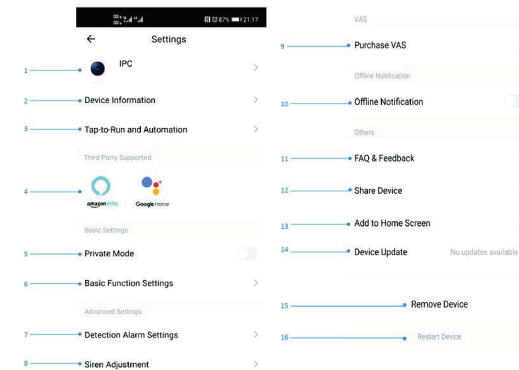 87% 21:17
Settings
1 IPC
2 Device Information
3 Tap-to-Run and Automation
Third Party Supported
4
amazon echo Google Home
Basic Settings
5 Private Mode
6 Basic Function Settings
Advanced Settings
7 Detection Alarm Settings
8 Siren Adjustment
VAS
9 Purchase VAS
Offline Notification
10 Offline Notification
Others
11 FAQ & Feedback
12 Share Device
13 Add to Home Screen
14 Device Update No updates available
15 Remove Device
16 Restart Device